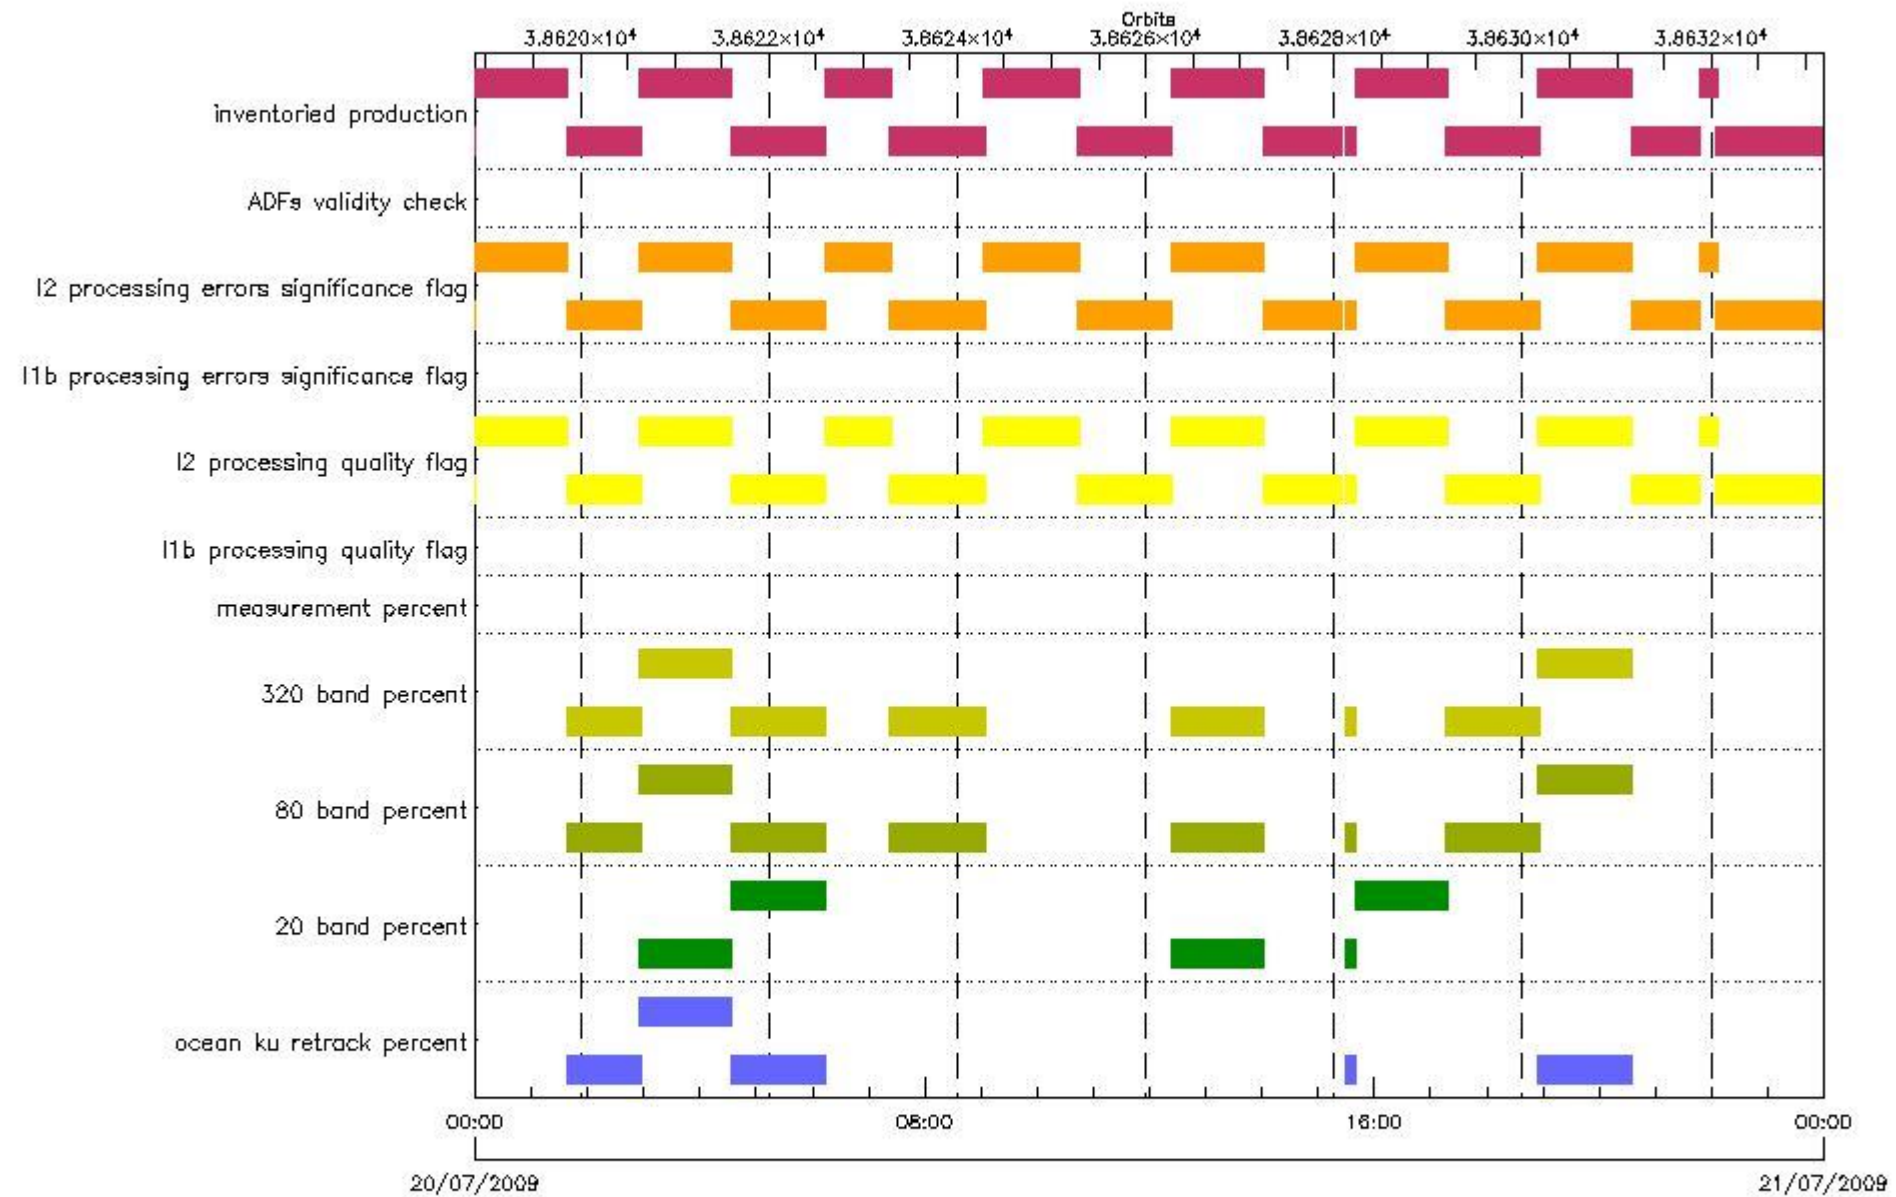 Orbits
3.8620×10⁴ 3.8622×10⁴ 3.8624×10⁴ 3.8626×10⁴ 3.8628×10⁴ 3.8630×10⁴ 3.8632×10⁴
inventoried production
ADFs validity check
l2 processing errors significance flag
l1b processing errors significance flag
l2 processing quality flag
l1b processing quality flag
measurement percent
320 band percent
80 band percent
20 band percent
ocean ku retrack percent
00:00 08:00 16:00 00:00
20/07/2009 21/07/2009